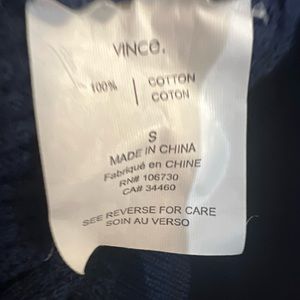 VINCE.
100% | COTTON
COTON
S
MADE IN CHINA
Fabriqué en CHINE
RN# 106730
CA# 34460
SEE REVERSE FOR CARE
SOIN AU VERSO